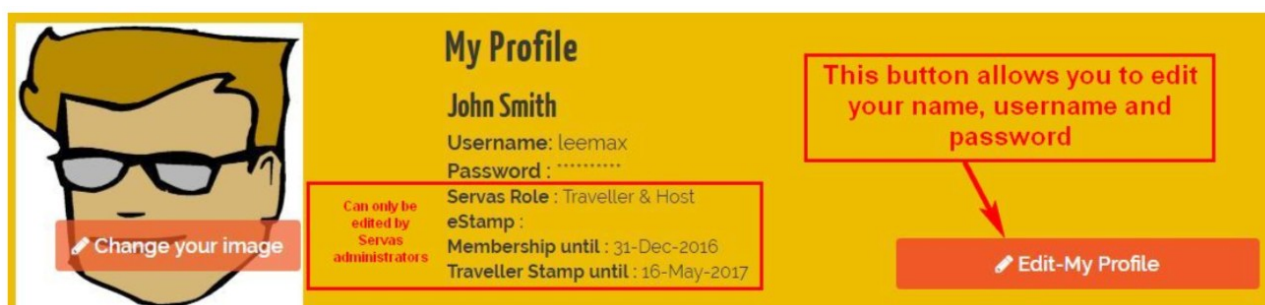 My Profile
John Smith
Username: leemax
Password : **********
Servas Role : Traveller & Host
eStamp :
Membership until : 31-Dec-2016
Traveller Stamp until : 16-May-2017
Can only be
edited by
Servas
administrators
Change your image
This button allows you to edit
your name, username and
password
Edit-My Profile